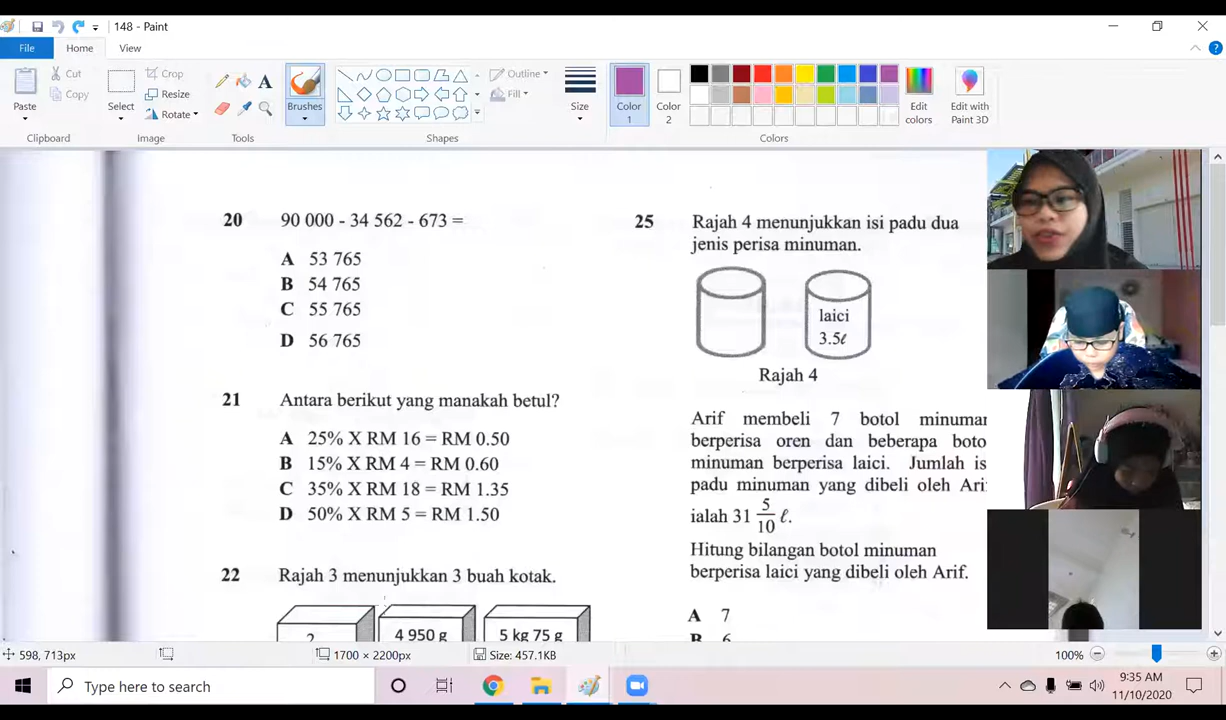 148 - Paint
File
Home
View
Paste
Cut
Copy
Clipboard
Select
Crop
Resize
Rotate
Image
Tools
Brushes
Shapes
Outline
Fill
Size
Color
1
Color
2
Colors
Edit
colors
Edit with
Paint 3D
20 90 000 - 34 562 - 673 =
A 53 765
B 54 765
C 55 765
D 56 765
21 Antara berikut yang manakah betul?
A 25% X RM 16 = RM 0.50
B 15% X RM 4 = RM 0.60
C 35% X RM 18 = RM 1.35
D 50% X RM 5 = RM 1.50
22 Rajah 3 menunjukkan 3 buah kotak.
?
4 950 g
5 kg 75 g
25 Rajah 4 menunjukkan isi padu dua
jenis perisa minuman.
laici
3.5ℓ
Rajah 4
Arif membeli 7 botol minuman
berperisa oren dan beberapa boto
minuman berperisa laici. Jumlah is
padu minuman yang dibeli oleh Ari
ialah 31 5/10 ℓ.
Hitung bilangan botol minuman
berperisa laici yang dibeli oleh Arif.
A 7
B 6
598, 713px
1700 × 2200px
Size: 457.1KB
100%
Type here to search
9:35 AM
11/10/2020